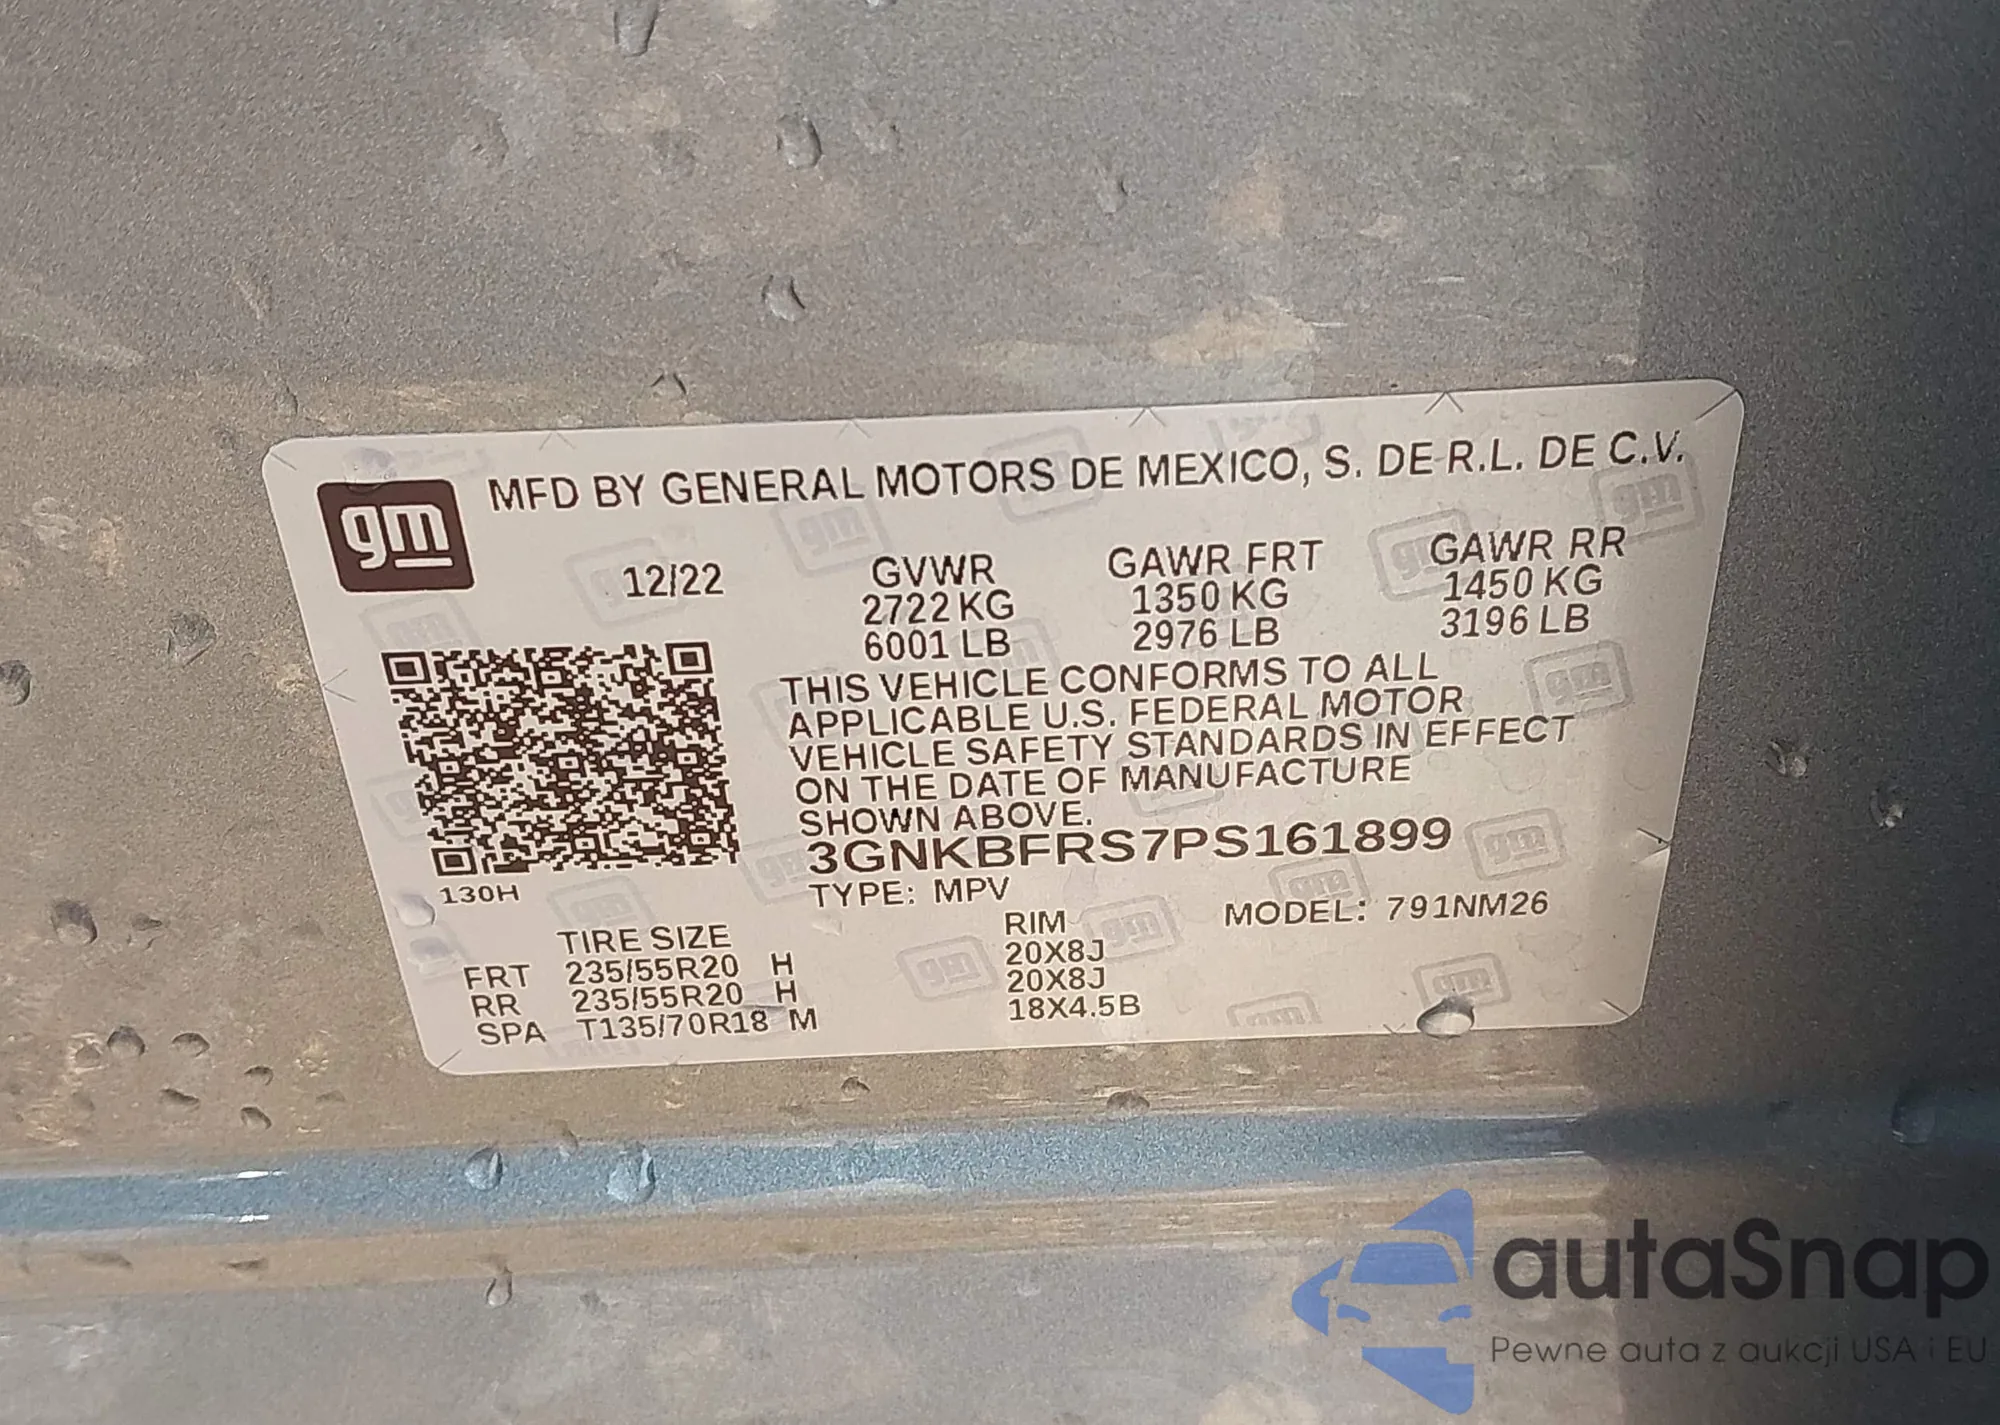 gm MFD BY GENERAL MOTORS DE MEXICO, S. DE R.L. DE C.V.
12/22 GVWR GAWR FRT GAWR RR
2722 KG 1350 KG 1450 KG
6001 LB 2976 LB 3196 LB
THIS VEHICLE CONFORMS TO ALL
APPLICABLE U.S. FEDERAL MOTOR
VEHICLE SAFETY STANDARDS IN EFFECT
ON THE DATE OF MANUFACTURE
SHOWN ABOVE.
3GNKBFRS7PS161899
130H TYPE: MPV MODEL: 791NM26
TIRE SIZE RIM
FRT 235/55R20 H 20X8J
RR 235/55R20 H 20X8J
SPA T135/70R18 M 18X4.5B
autaSnap
Pewne auta z aukcji USA i EU